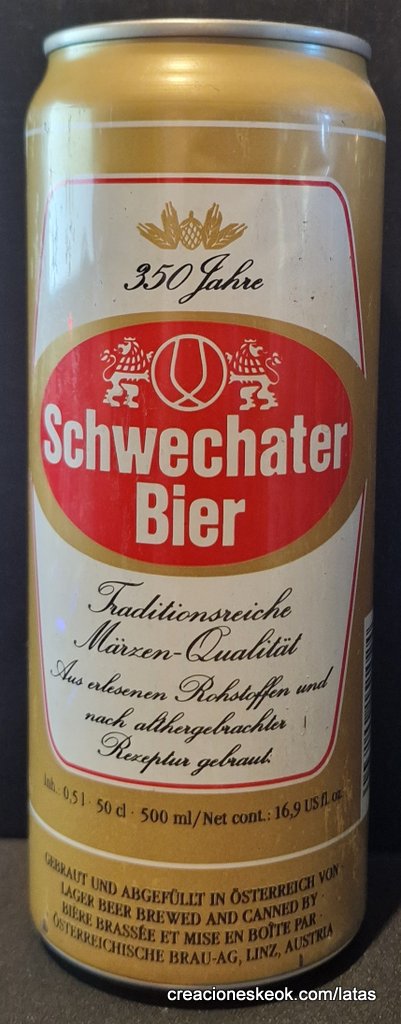 350 Jahre
Schwechater
Bier
Traditionsreiche
Märzen-Qualität
Aus erlesenen Rohstoffen und
nach althergebrachter
Rezeptur gebraut.
Inh.: 0,5 l · 50 cl · 500 ml/Net cont.: 16,9 US fl. oz.
GEBRAUT UND ABGEFÜLLT IN ÖSTERREICH VON ·
LAGER BEER BREWED AND CANNED BY ·
BIÈRE BRASSÉE ET MISE EN BOÎTE PAR ·
ÖSTERREICHISCHE BRAU-AG, LINZ, AUSTRIA
creacioneskeok.com/latas